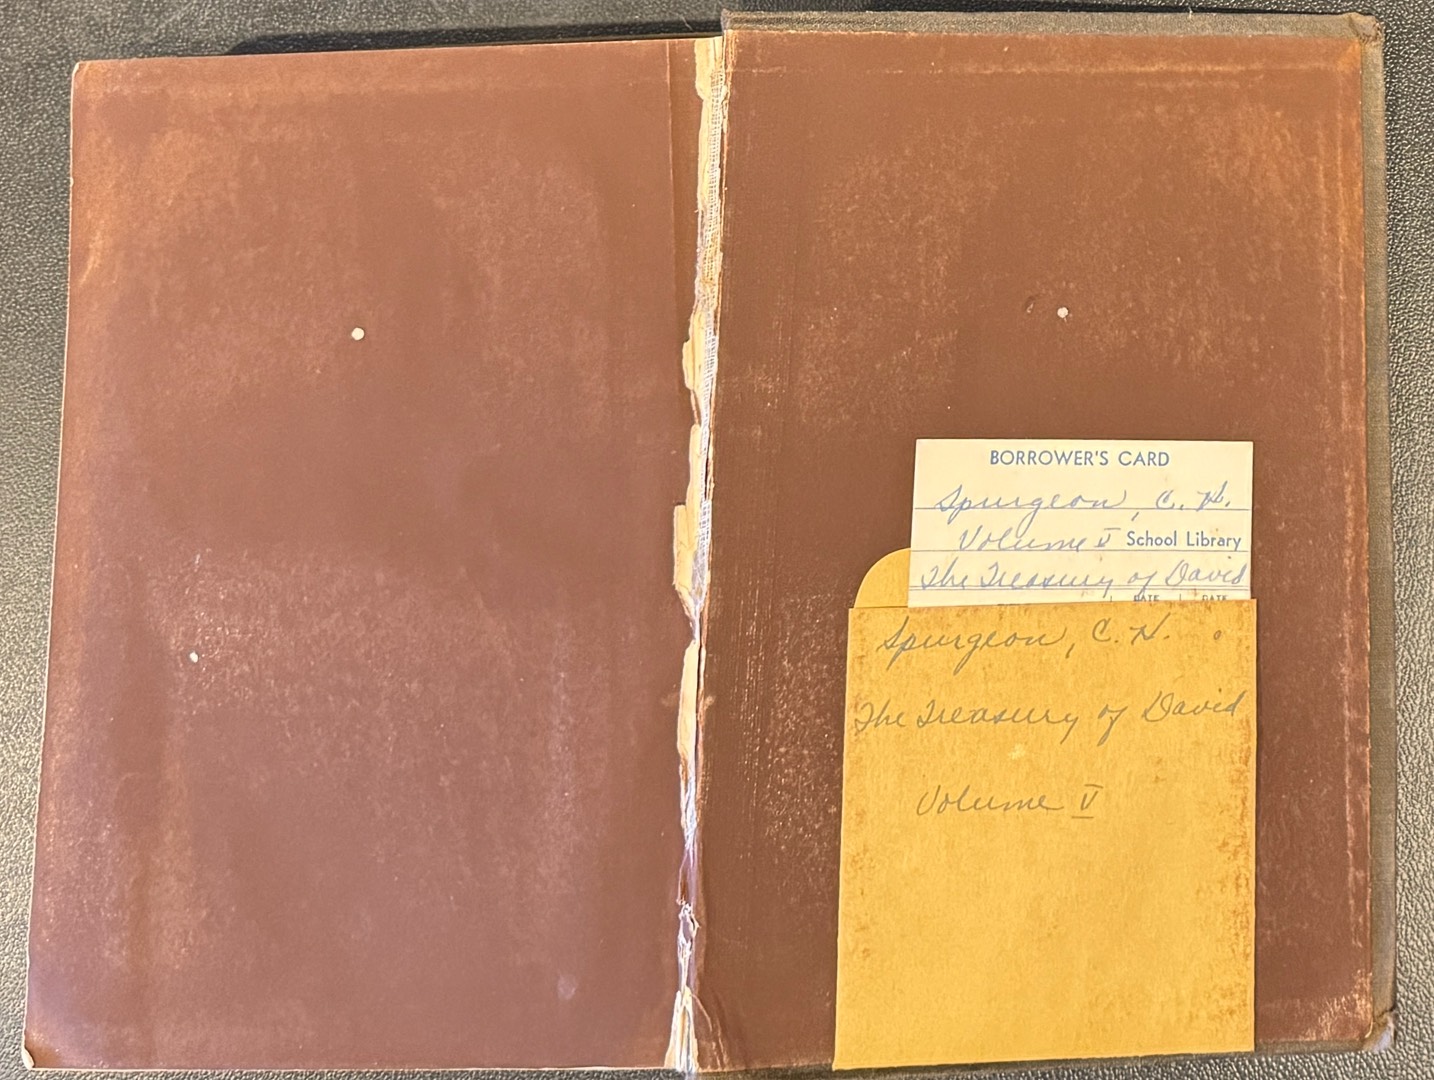 BORROWER'S CARD
Spurgeon, C. H.
Volume V School Library
The Treasury of David
DATE DATE
Spurgeon, C. H.
The Treasury of David
Volume V